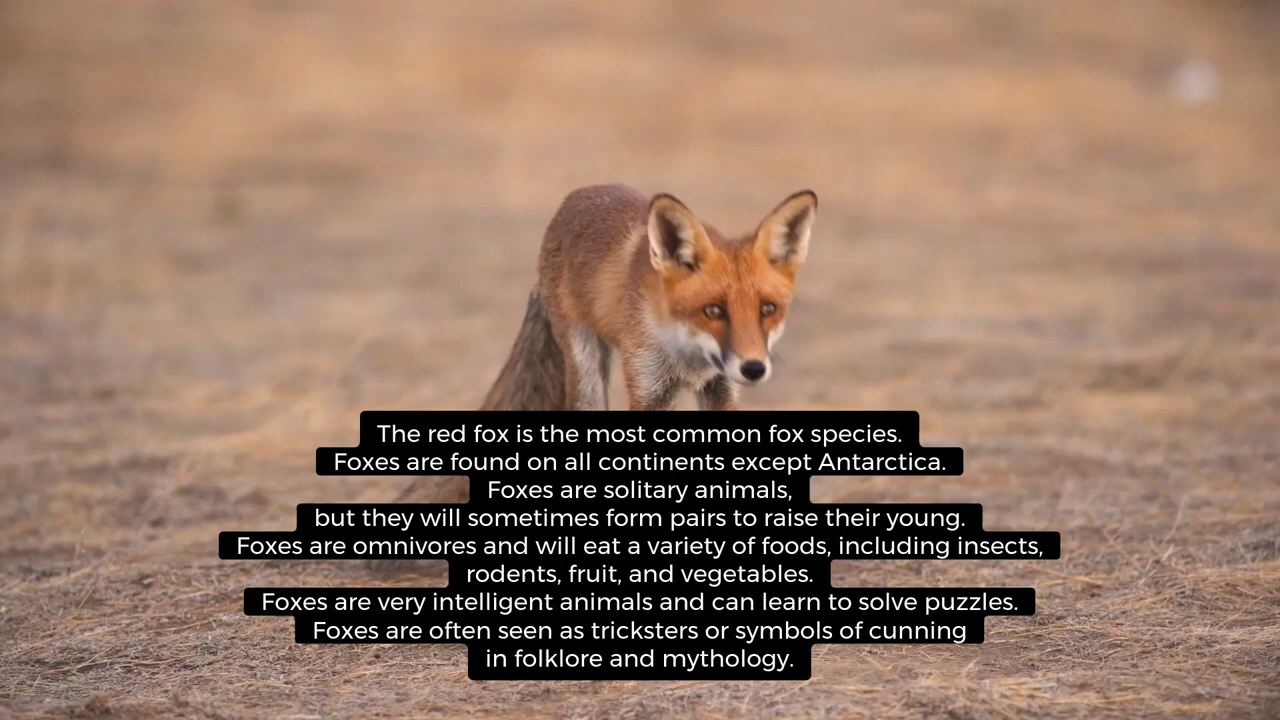 The red fox is the most common fox species.
Foxes are found on all continents except Antarctica.
Foxes are solitary animals,
but they will sometimes form pairs to raise their young.
Foxes are omnivores and will eat a variety of foods, including insects,
rodents, fruit, and vegetables.
Foxes are very intelligent animals and can learn to solve puzzles.
Foxes are often seen as tricksters or symbols of cunning
in folklore and mythology.